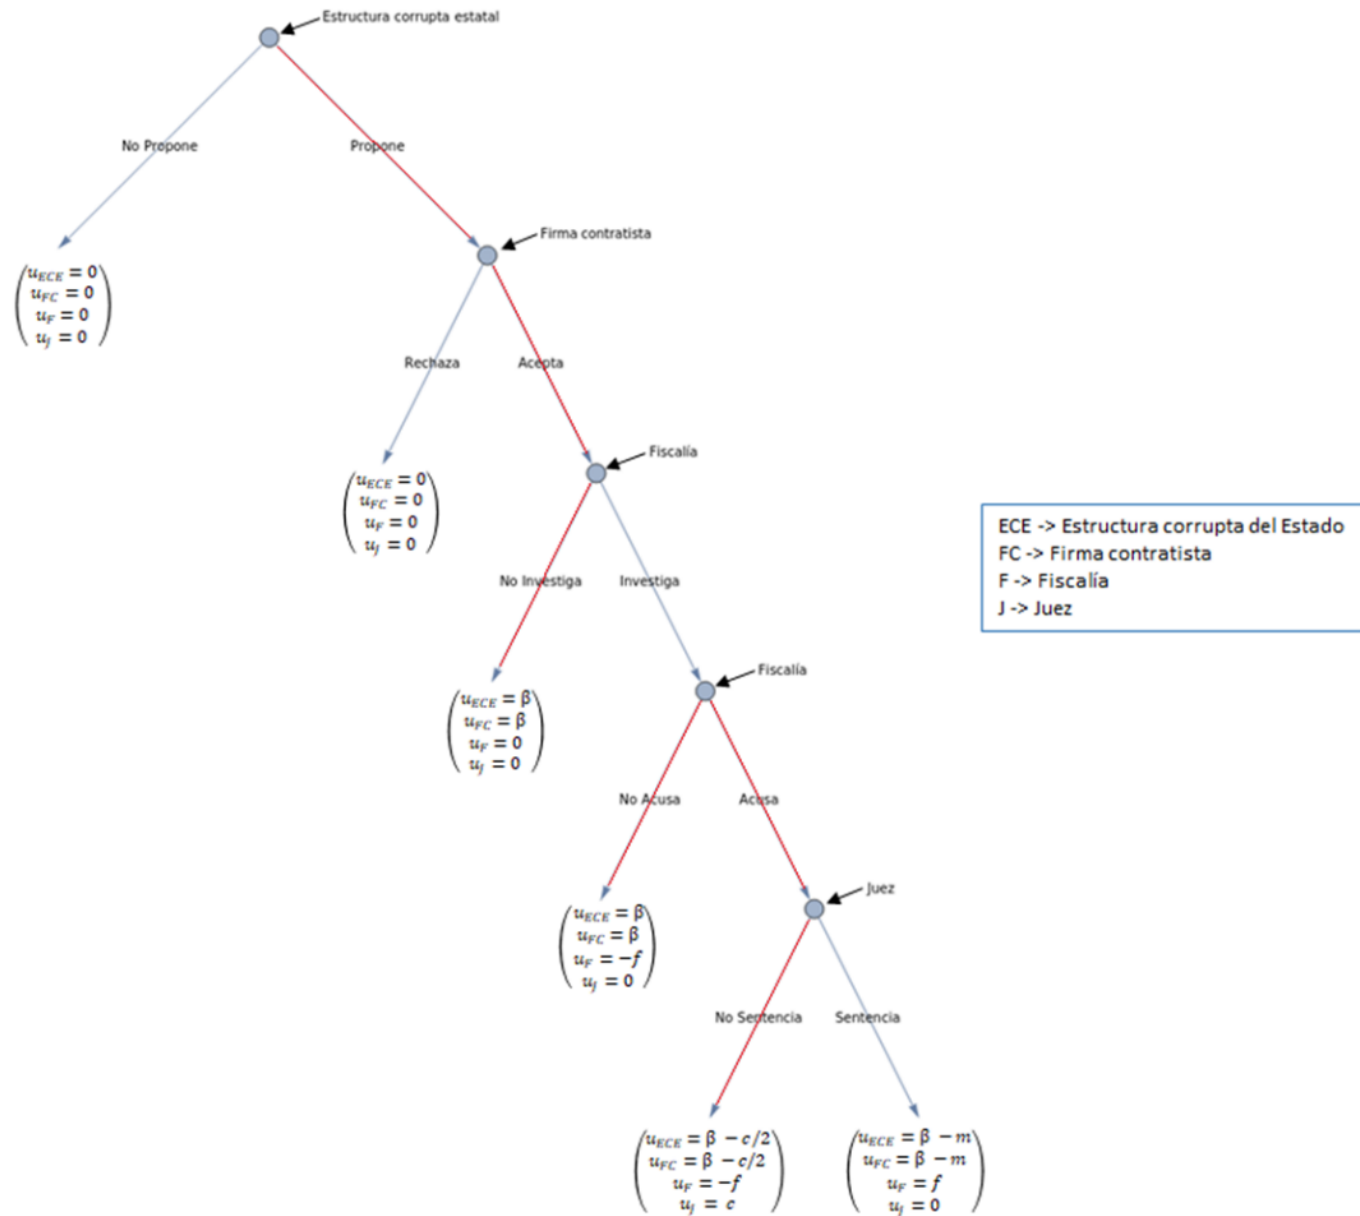 Estructura corrupta estatal
No Propone
Propone
Firma contratista
u_ECE = 0
u_FC = 0
u_F = 0
u_J = 0
Rechaza
Acepta
Fiscalía
u_ECE = 0
u_FC = 0
u_F = 0
u_J = 0
ECE -> Estructura corrupta del Estado
FC -> Firma contratista
F -> Fiscalía
J -> Juez
No Investiga
Investiga
Fiscalía
u_ECE = β
u_FC = β
u_F = 0
u_J = 0
No Acusa
Acusa
Juez
u_ECE = β
u_FC = β
u_F = −f
u_J = 0
No Sentencia
Sentencia
u_ECE = β − c/2
u_FC = β − c/2
u_F = −f
u_J = c
u_ECE = β − m
u_FC = β − m
u_F = f
u_J = 0